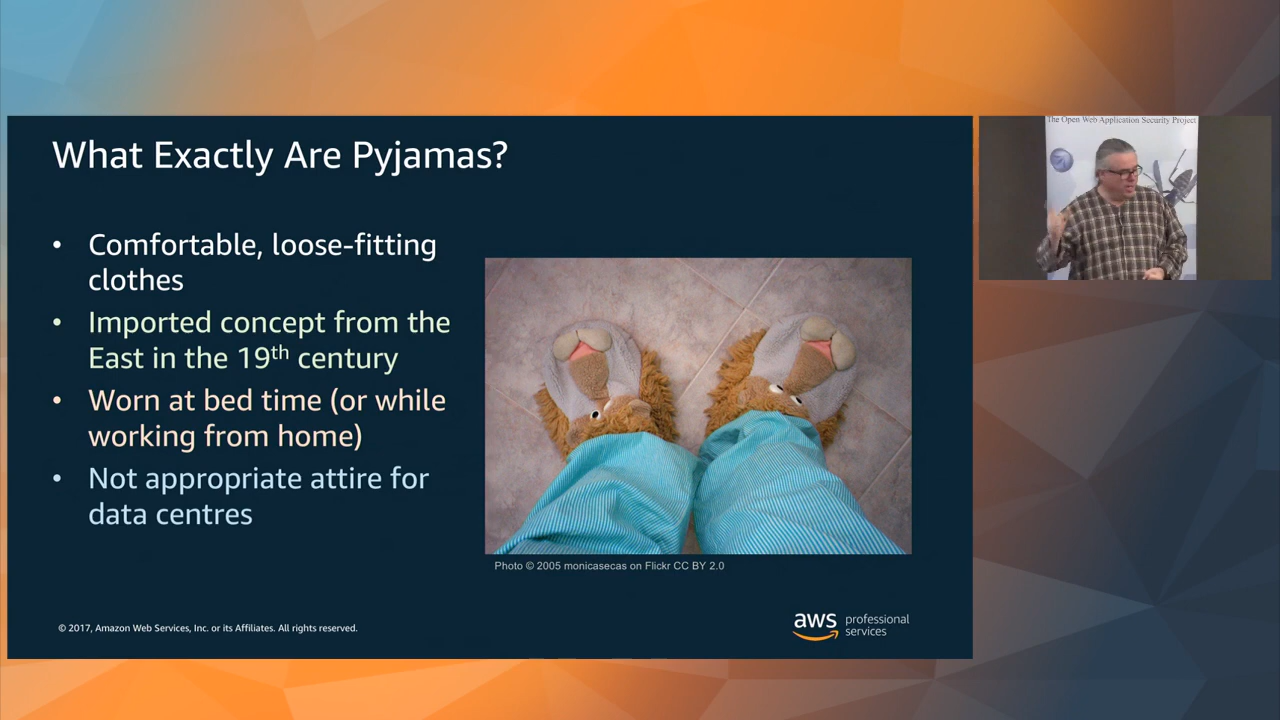 The Open Web Application Security Project
What Exactly Are Pyjamas?
• Comfortable, loose-fitting
clothes
• Imported concept from the
East in the 19th century
• Worn at bed time (or while
working from home)
• Not appropriate attire for
data centres
Photo © 2005 monicasecas on Flickr CC BY 2.0
© 2017, Amazon Web Services, Inc. or its Affiliates. All rights reserved.
aws professional
services